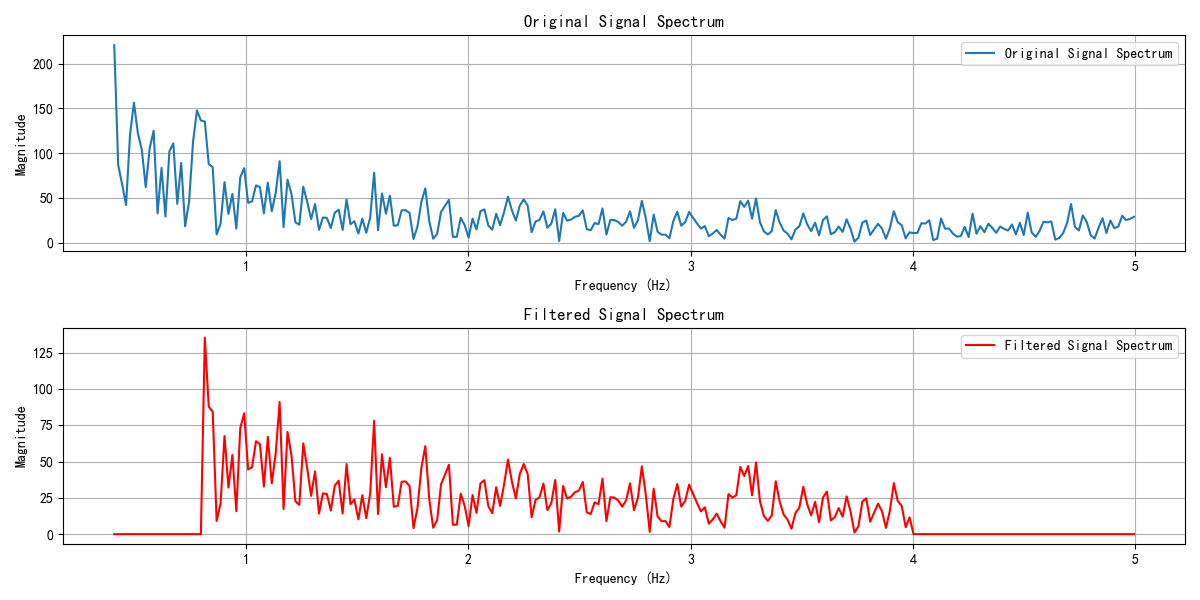 Original Signal Spectrum
Original Signal Spectrum
Magnitude
200
150
100
50
0
1
2
3
4
5
Frequency (Hz)
Filtered Signal Spectrum
Filtered Signal Spectrum
Magnitude
125
100
75
50
25
0
1
2
3
4
5
Frequency (Hz)